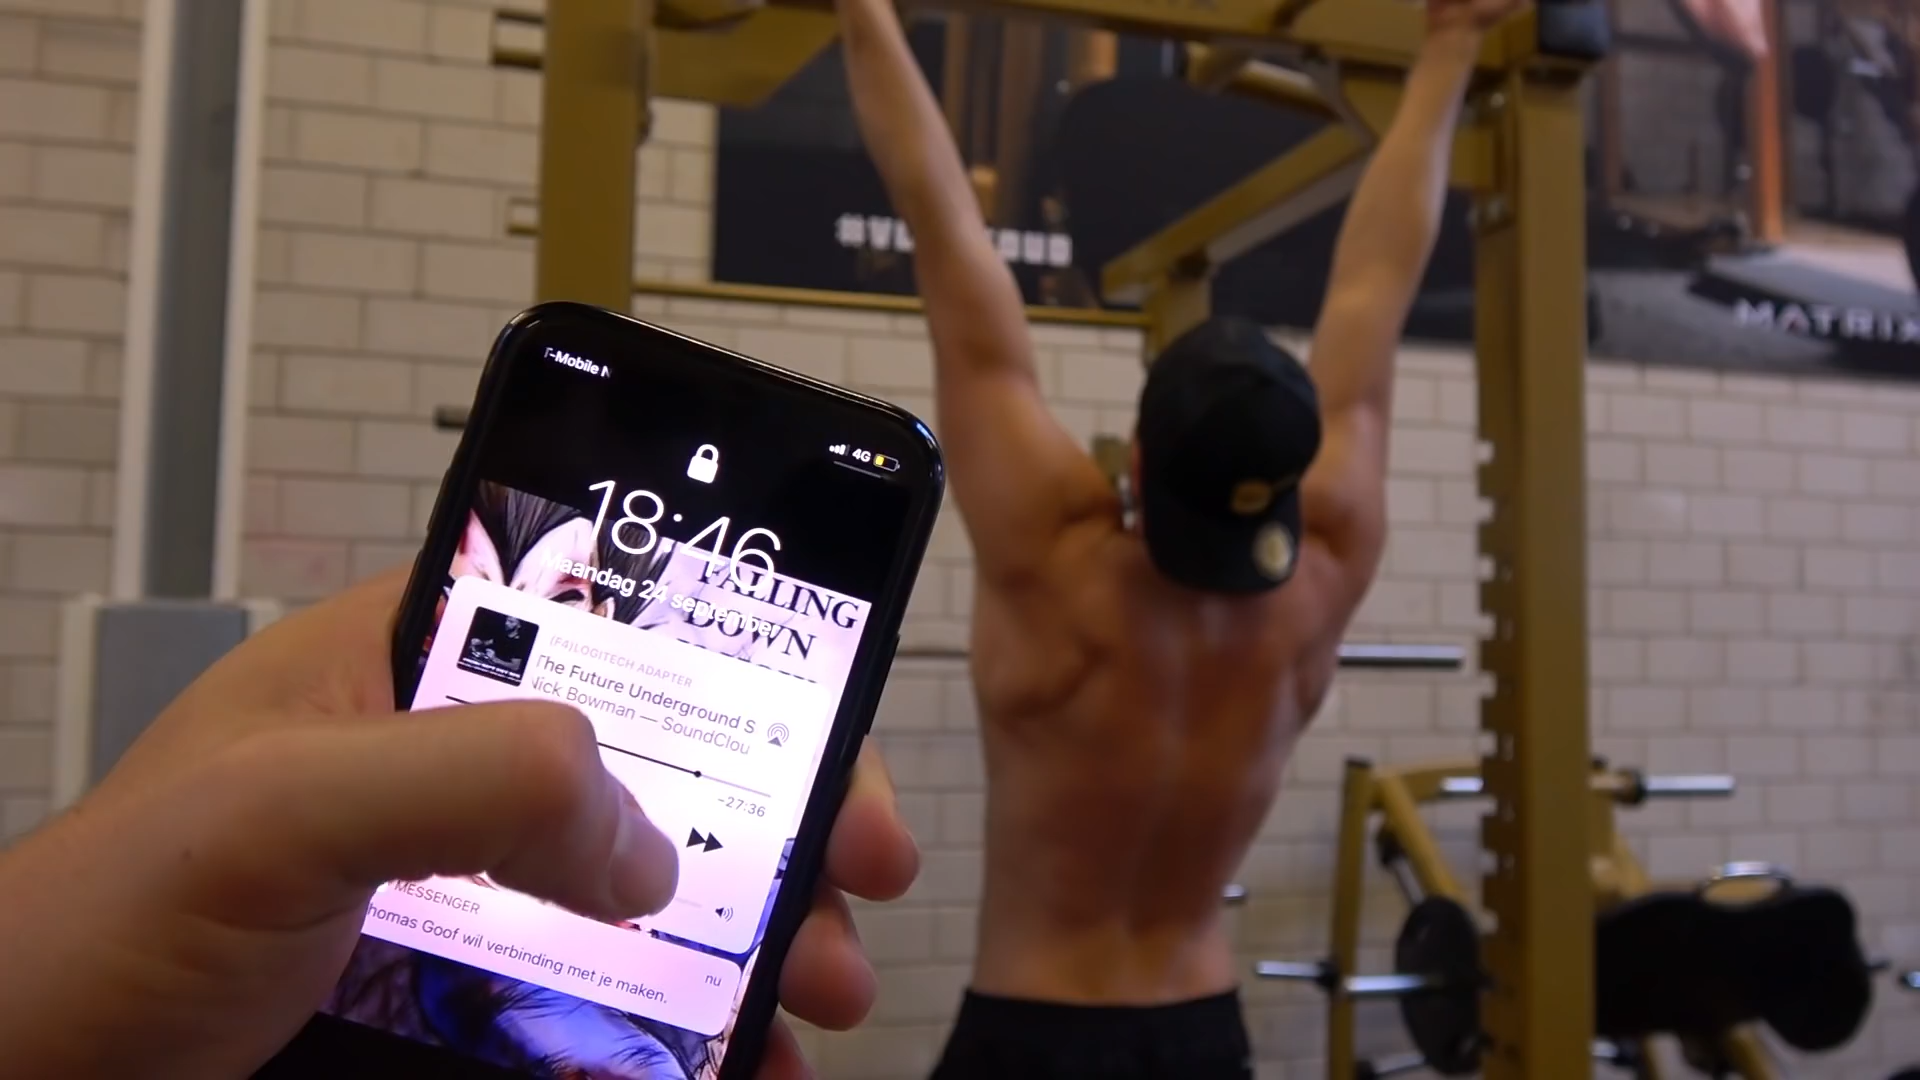 T-Mobile N
4G
18:46
Maandag 24 september
FALLING
DOWN
(F4)LOGITECH ADAPTER
The Future Underground S
Nick Bowman — SoundClou
-27:36
MESSENGER
nu
homas Goof wil verbinding met je maken.
MATRIX